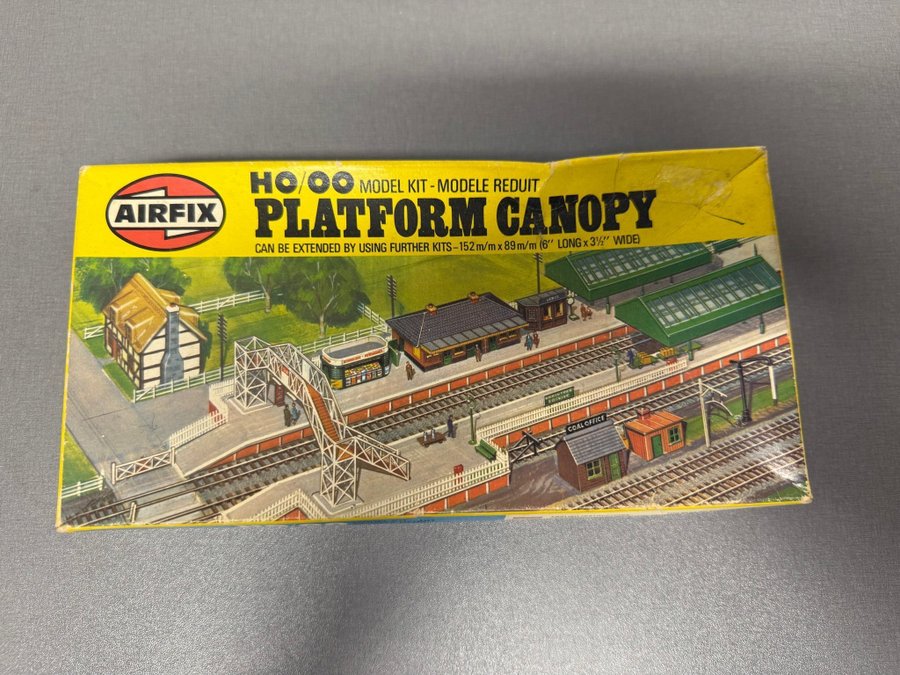 AIRFIX
HO/OO MODEL KIT - MODELE REDUIT
PLATFORM CANOPY
CAN BE EXTENDED BY USING FURTHER KITS-152 m/m x 89 m/m (6" LONG x 3½" WIDE)
COAL OFFICE